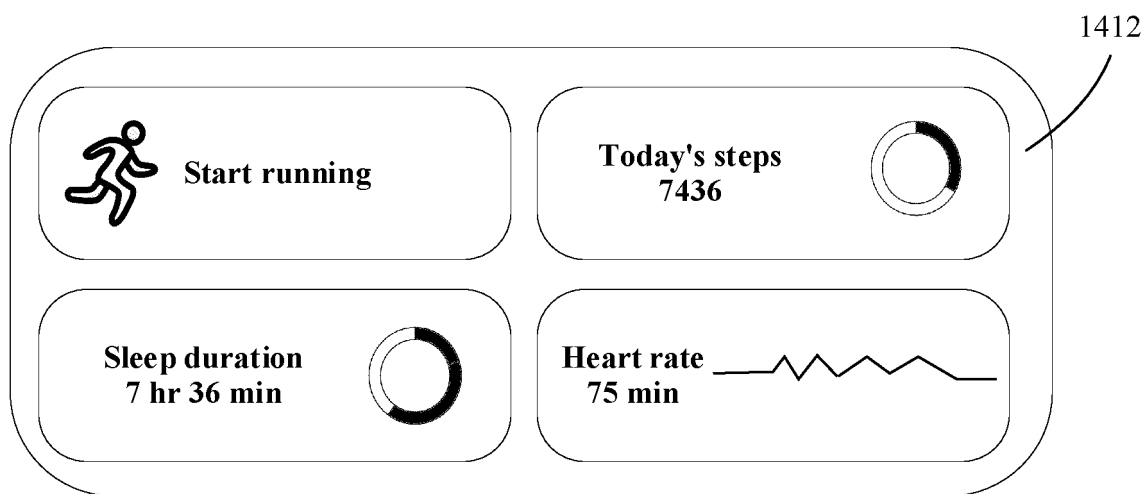 1412
Start running
Today's steps
7436
Sleep duration
7 hr 36 min
Heart rate
75 min